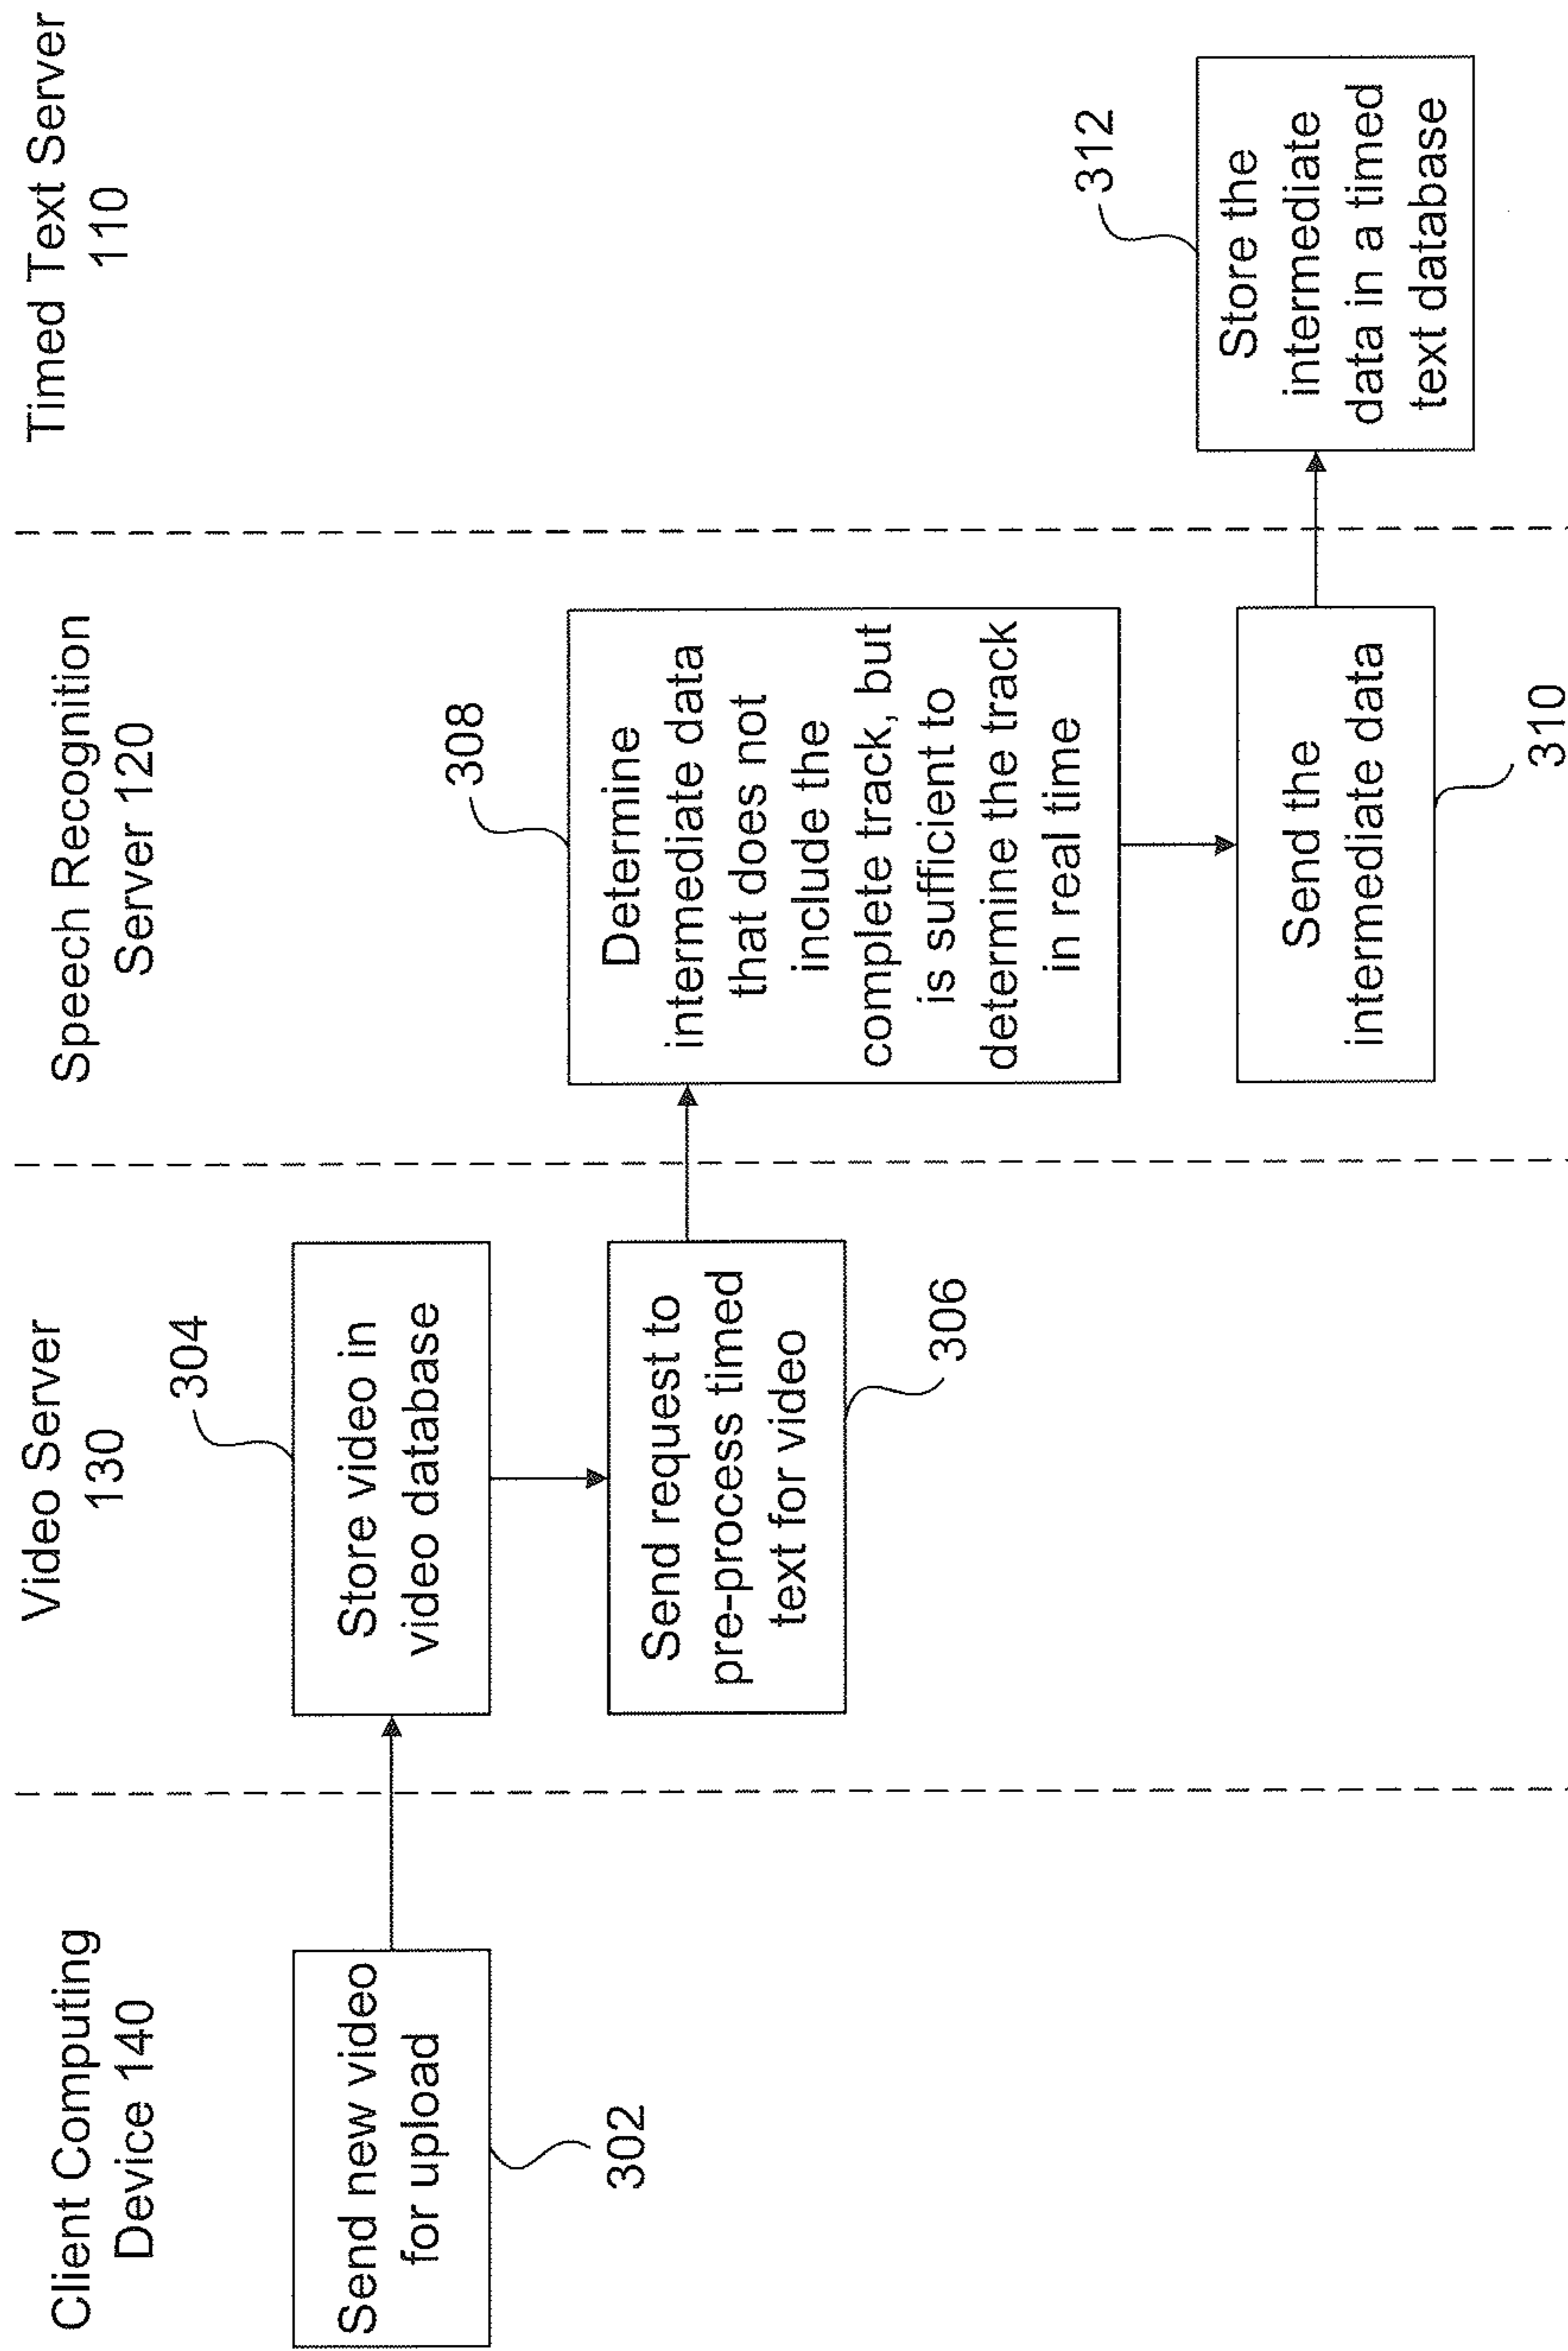 Client Computing
Device 140
Video Server
130
Speech Recognition
Server 120
Timed Text Server
110
Send new video
for upload
302
304
Store video in
video database
Send request to
pre-process timed
text for video
306
308
Determine
intermediate data
that does not
include the
complete track, but
is sufficient to
determine the track
in real time
Send the
intermediate data
310
312
Store the
intermediate
data in a timed
text database